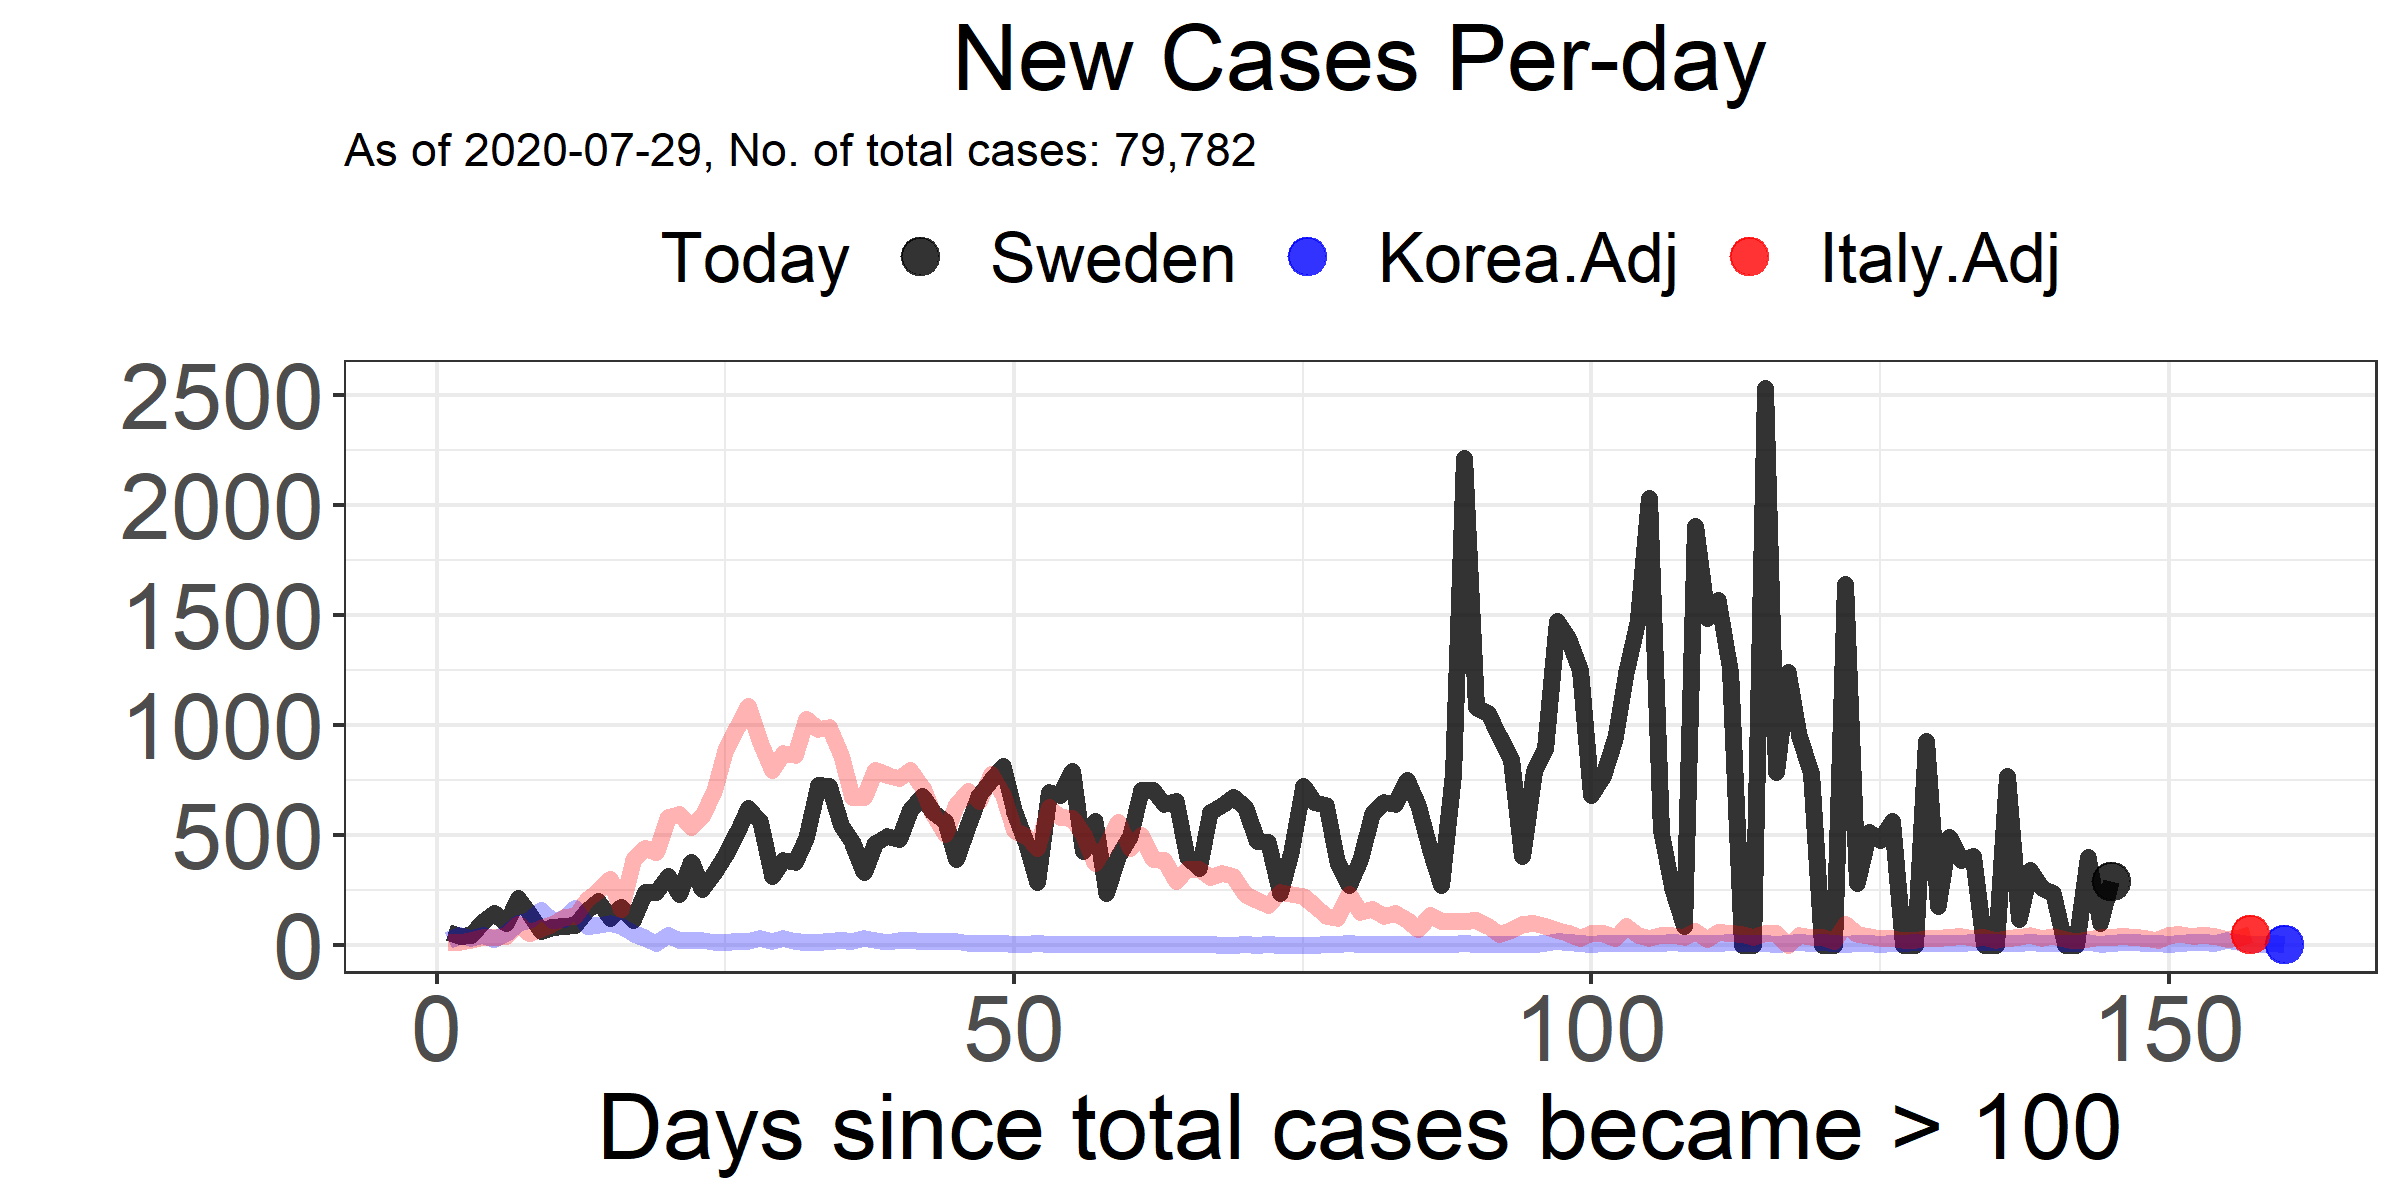 New Cases Per-day
As of 2020-07-29, No. of total cases: 79,782
Today Sweden Korea.Adj Italy.Adj
2500
2000
1500
1000
500
0
0 50 100 150
Days since total cases became > 100